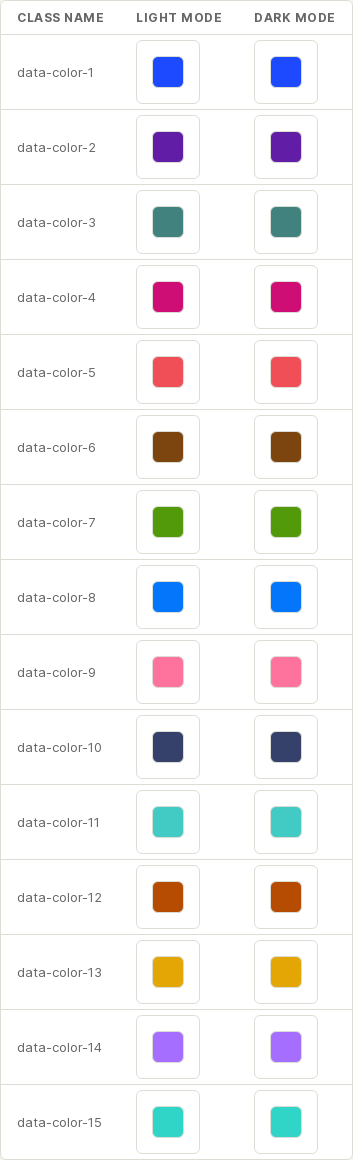 CLASS NAME LIGHT MODE DARK MODE
data-color-1
data-color-2
data-color-3
data-color-4
data-color-5
data-color-6
data-color-7
data-color-8
data-color-9
data-color-10
data-color-11
data-color-12
data-color-13
data-color-14
data-color-15